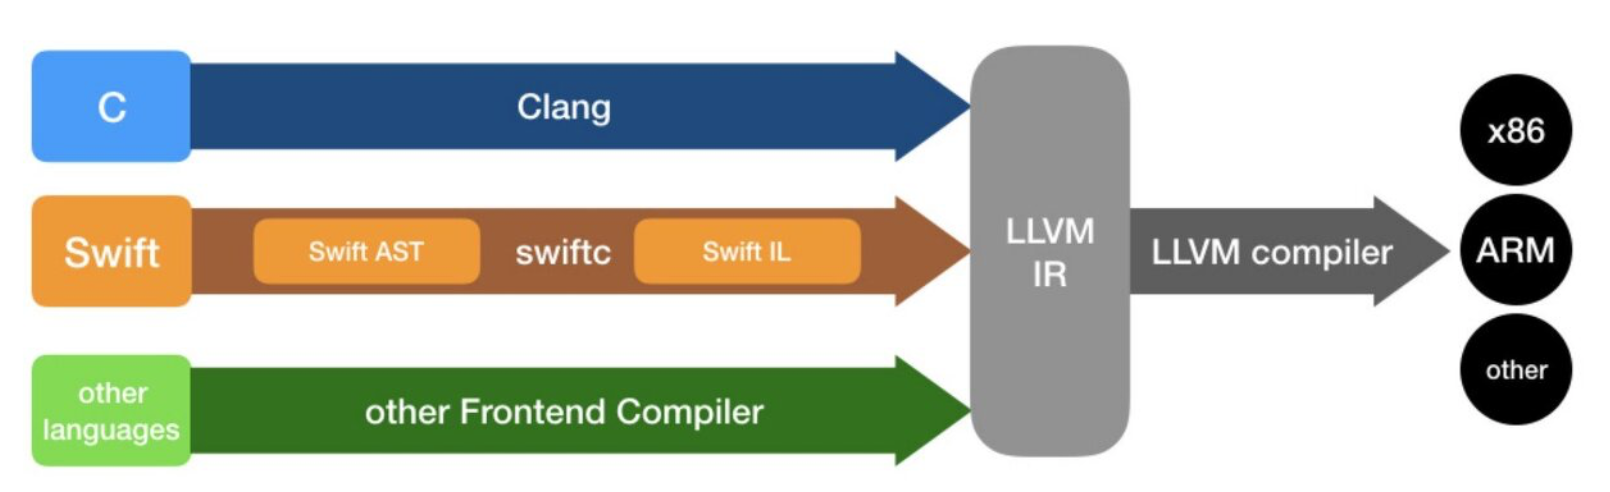 C
Clang
Swift
Swift AST
swiftc
Swift IL
other
languages
other Frontend Compiler
LLVM
IR
LLVM compiler
x86
ARM
other